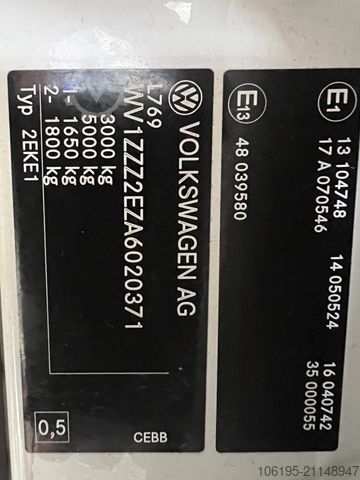 VOLKSWAGEN AG
L769
WV1ZZZ2EZA6020371
3000 kg
5000 kg
1- 1650 kg
2- 1800 kg
Typ 2EKE1
0,5
CEBB
E1
13 104748 14 050524 16 040742
17 A 070546 35 000055
E13
48 039580
106195-21148947